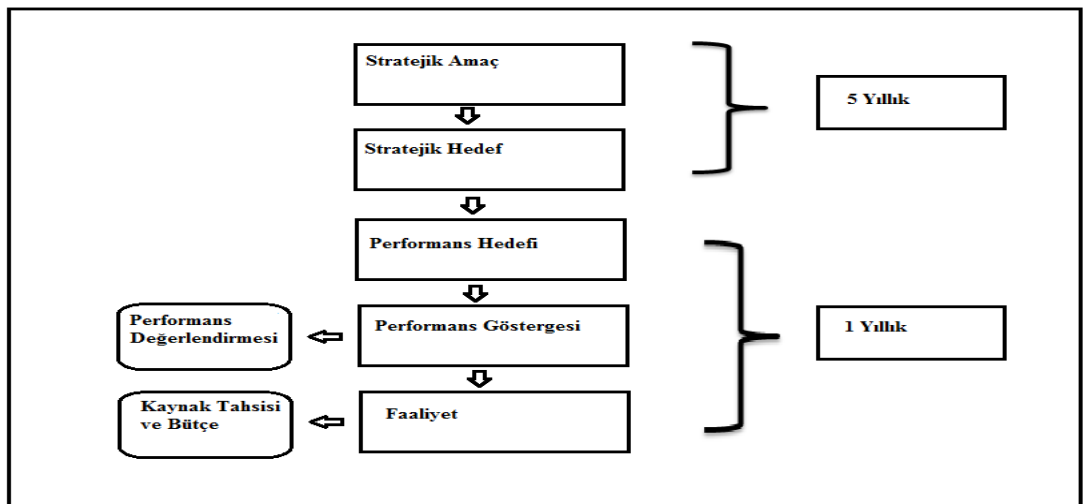 Stratejik Amaç
5 Yıllık
Stratejik Hedef
Performans Hedefi
Performans Göstergesi
1 Yıllık
Performans
Değerlendirmesi
Faaliyet
Kaynak Tahsisi
ve Bütçe